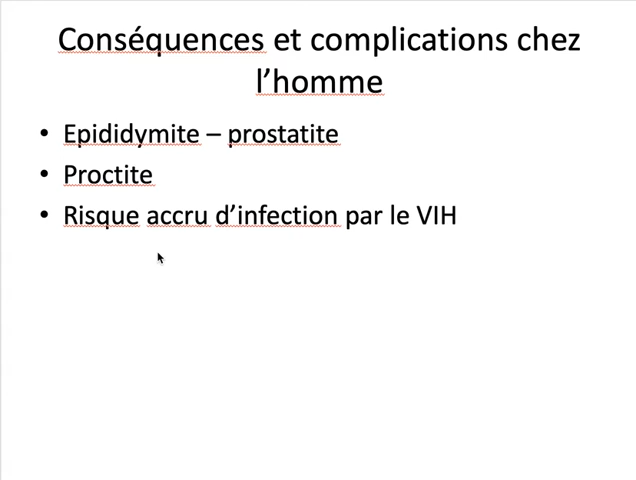 Conséquences et complications chez
l’homme
• Epididymite – prostatite
• Proctite
• Risque accru d’infection par le VIH